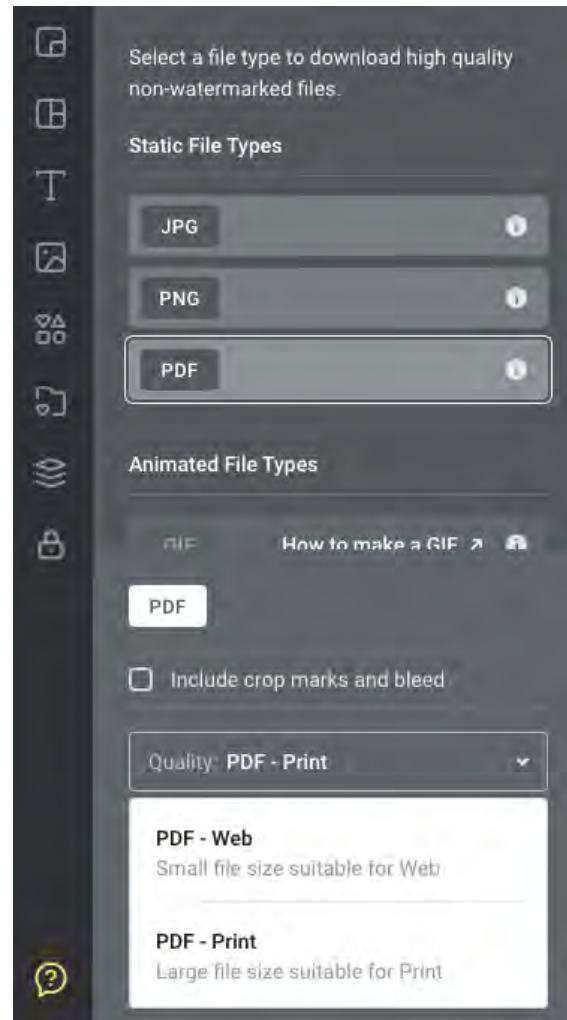 Select a file type to download high quality
non-watermarked files.
Static File Types
JPG
PNG
PDF
Animated File Types
GIF How to make a GIF ↗
PDF
Include crop marks and bleed
Quality: PDF - Print
PDF - Web
Small file size suitable for Web
PDF - Print
Large file size suitable for Print
?